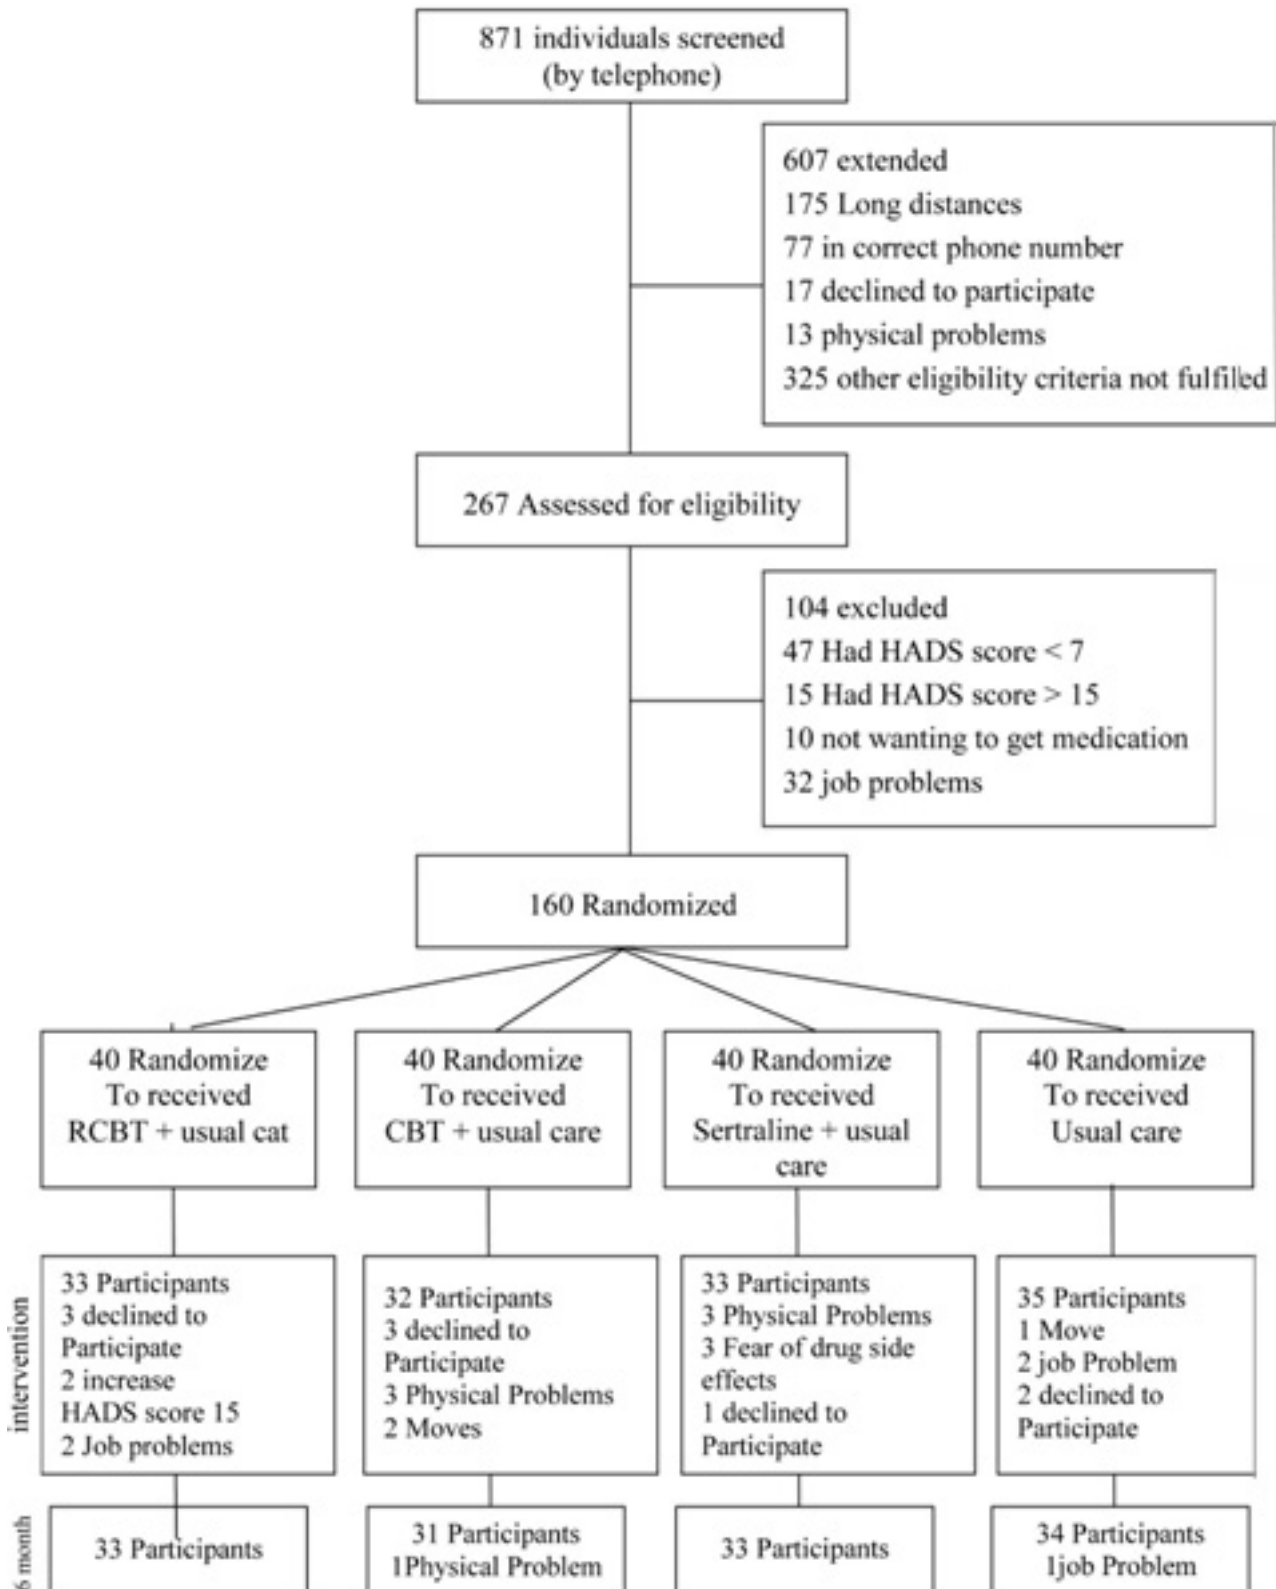 871 individuals screened
(by telephone)
607 extended
175 Long distances
77 in correct phone number
17 declined to participate
13 physical problems
325 other eligibility criteria not fulfiled
267 Assessed for eligibility
104 excluded
47 Had HADS score < 7
15 Had HADS score > 15
10 not wanting to get medication
32 job problems
160 Randomized
40 Randomize
To received
RCBT + usual cat
40 Randomize
To received
CBT + usual care
40 Randomize
To received
Sertraline + usual
care
40 Randomize
To received
Usual care
intervention
33 Participants
3 declined to
Participate
2 increase
HADS score 15
2 Job problems
32 Participants
3 declined to
Participate
3 Physical Problems
2 Moves
33 Participants
3 Physical Problems
3 Fear of drug side
effects
1 declined to
Participate
35 Participants
1 Move
2 job Problem
2 declined to
Participate
6 month
33 Participants
31 Participants
1Physical Problem
33 Participants
34 Participants
1job Problem